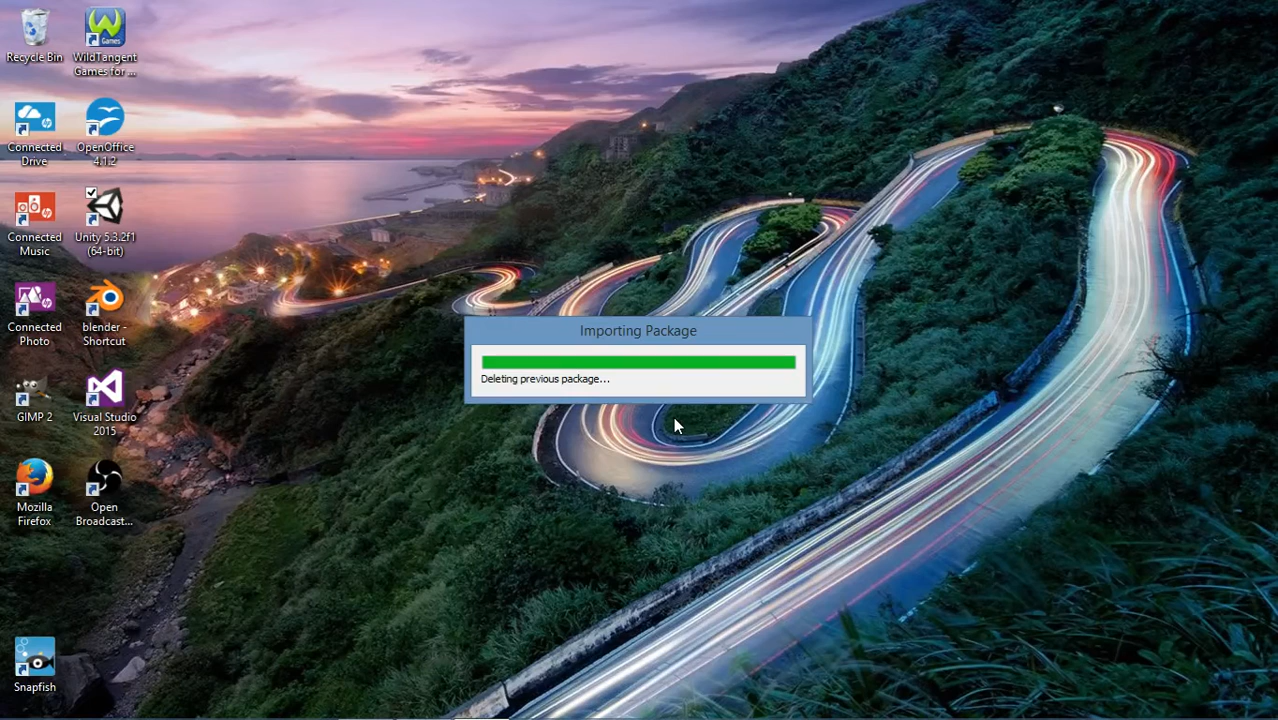 Recycle Bin
WildTangent
Games for ...
Connected
Drive
OpenOffice
4.1.2
Connected
Music
Unity 5.3.2f1
(64-bit)
Connected
Photo
blender -
Shortcut
GIMP 2
Visual Studio
2015
Mozilla
Firefox
Open
Broadcast...
Snapfish
Importing Package
Deleting previous package...
Games